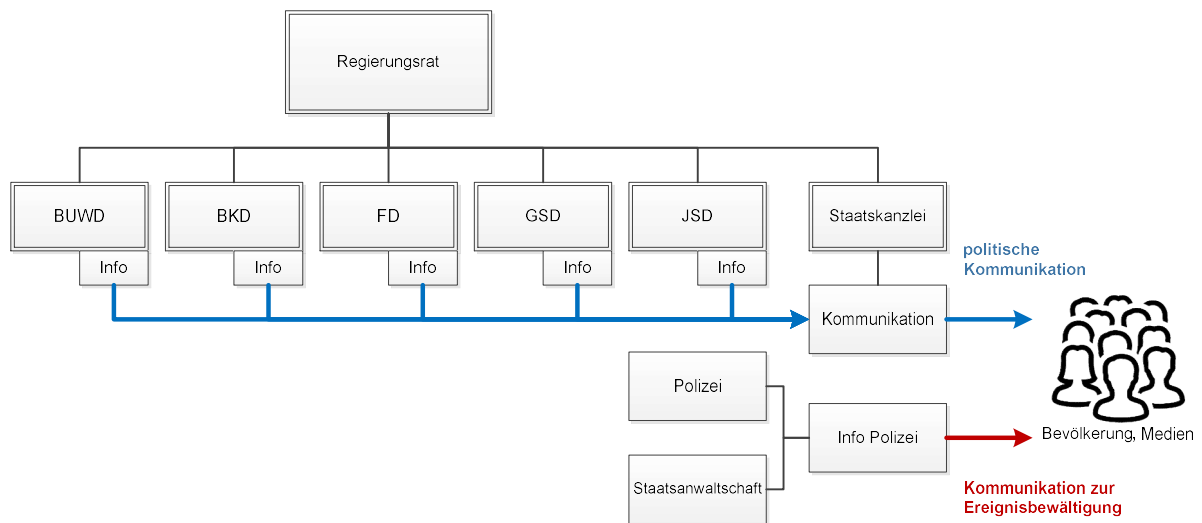 Regierungsrat
BUWD
BKD
FD
GSD
JSD
Staatskanzlei
Info
Info
Info
Info
Info
politische
Kommunikation
Kommunikation
Polizei
Info Polizei
Bevölkerung, Medien
Staatsanwaltschaft
Kommunikation zur
Ereignisbewältigung